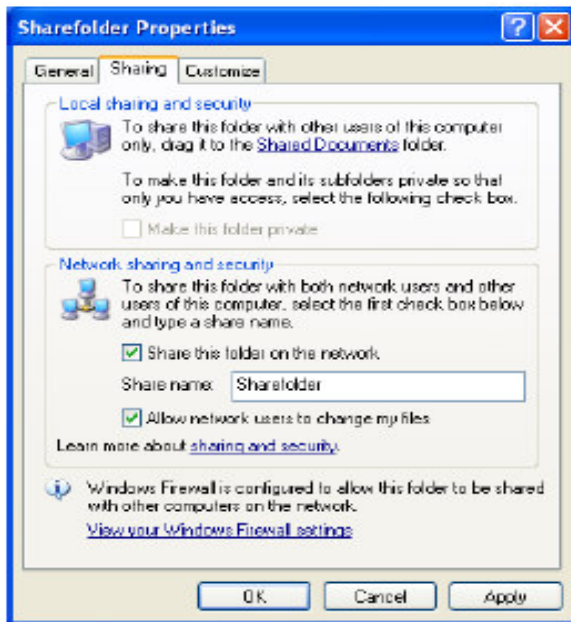 Sharefolder Properties
General Sharing Customize
Local sharing and security
To share this folder with other users of this computer
only, drag it to the Shared Documents folder.
To make this folder and its subfolders private so that
only you have access, select the following check box.
Make this folder private
Network sharing and security
To share this folder with both network users and other
users of this computer, select the first check box below
and type a share name.
Share this folder on the network
Share name: Sharefolder
Allow network users to change my files
Learn more about sharing and security.
Windows Firewall is configured to allow this folder to be shared
with other computers on the network.
View your Windows Firewall settings
OK Cancel Apply